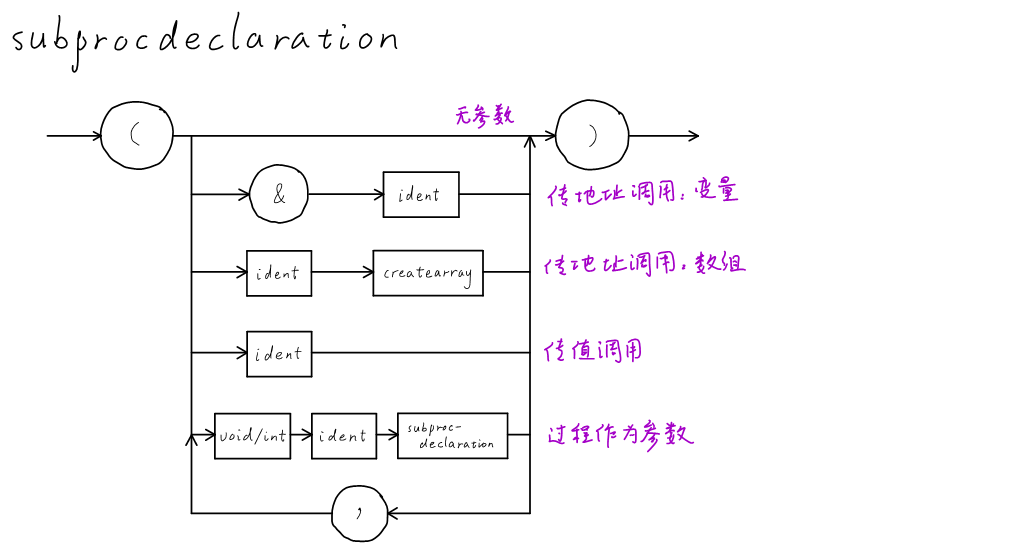 subprocdeclaration
( 无参数 )
& ident 传地址调用：变量
ident createarray 传地址调用：数组
ident 传值调用
void/int ident subproc-
declaration 过程作为参数
,